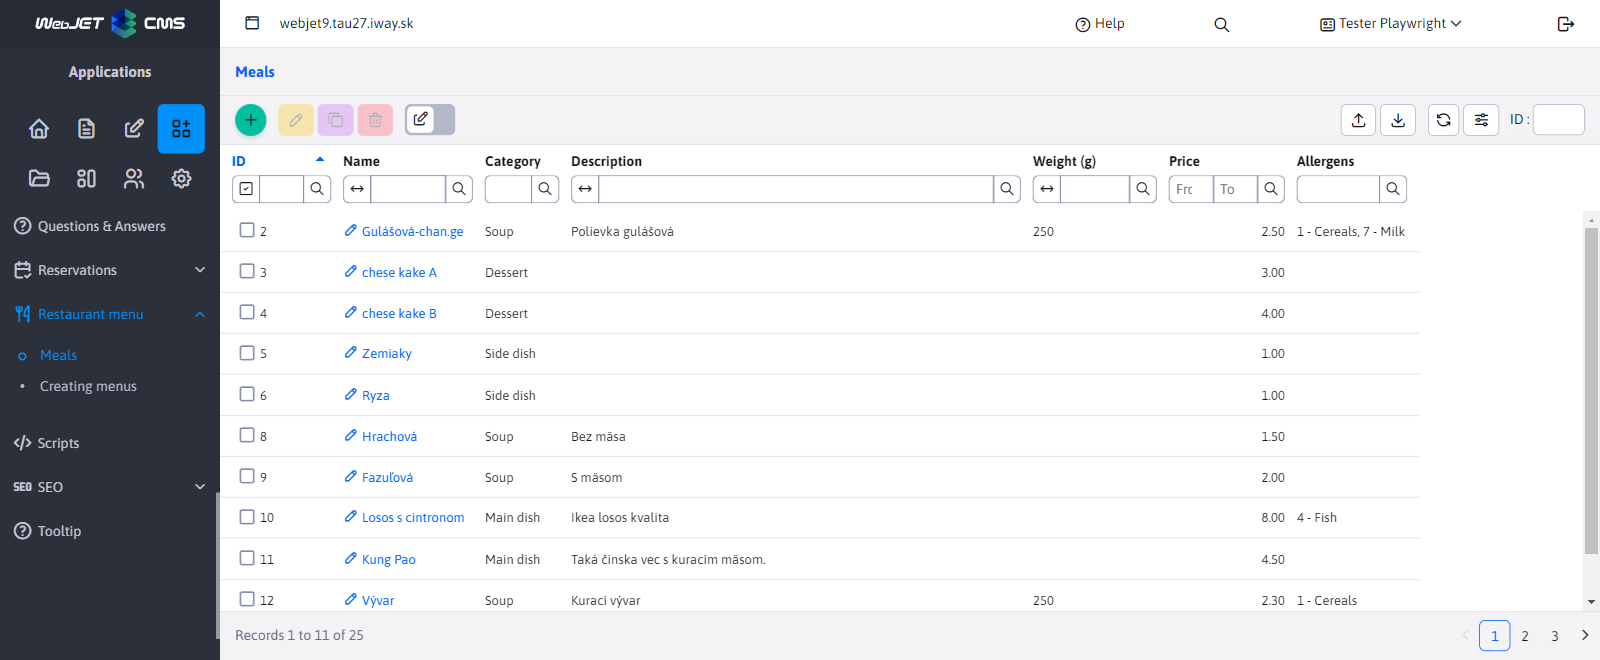 WebJET CMS
webjet9.tau27.iway.sk
Help
Tester Playwright
Applications
Questions & Answers
Reservations
Restaurant menu
Meals
Creating menus
Scripts
SEO SEO
Tooltip
Meals
ID :
ID Name Category Description Weight (g) Price Allergens
Frc To
2 Gulášová-chan.ge Soup Polievka gulášová 250 2.50 1 - Cereals, 7 - Milk
3 chese kake A Dessert 3.00
4 chese kake B Dessert 4.00
5 Zemiaky Side dish 1.00
6 Ryza Side dish 1.00
8 Hrachová Soup Bez mäsa 1.50
9 Fazuľová Soup S mäsom 2.00
10 Losos s cintronom Main dish Ikea losos kvalita 8.00 4 - Fish
11 Kung Pao Main dish Taká činska vec s kuracím mäsom. 4.50
12 Vývar Soup Kurací vývar 250 2.30 1 - Cereals
Records 1 to 11 of 25
1 2 3